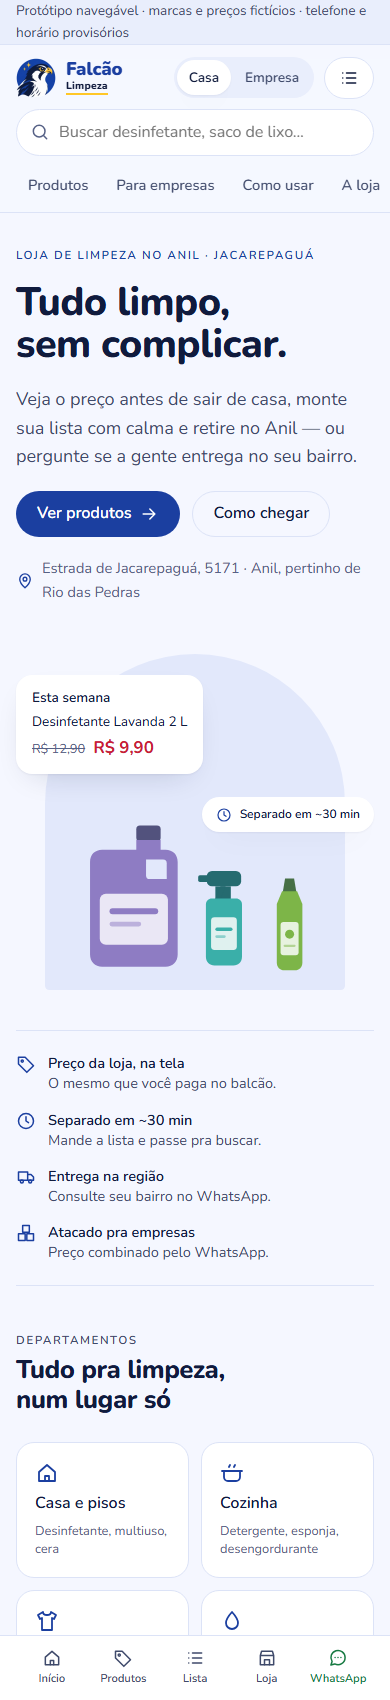 Protótipo navegável · marcas e preços fictícios · telefone e
horário provisórios
Falcão
Limpeza
Casa
Empresa
Buscar desinfetante, saco de lixo...
Produtos
Para empresas
Como usar
A loja
LOJA DE LIMPEZA NO ANIL · JACAREPAGUÁ
Tudo limpo,
sem complicar.
Veja o preço antes de sair de casa, monte
sua lista com calma e retire no Anil — ou
pergunte se a gente entrega no seu bairro.
Ver produtos
Como chegar
Estrada de Jacarepaguá, 5171 · Anil, pertinho de
Rio das Pedras
Esta semana
Desinfetante Lavanda 2 L
R$ 12,90 R$ 9,90
Separado em ~30 min
Preço da loja, na tela
O mesmo que você paga no balcão.
Separado em ~30 min
Mande a lista e passe pra buscar.
Entrega na região
Consulte seu bairro no WhatsApp.
Atacado pra empresas
Preço combinado pelo WhatsApp.
DEPARTAMENTOS
Tudo pra limpeza,
num lugar só
Casa e pisos
Desinfetante, multiuso,
cera
Cozinha
Detergente, esponja,
desengordurante
Início
Produtos
Lista
Loja
WhatsApp